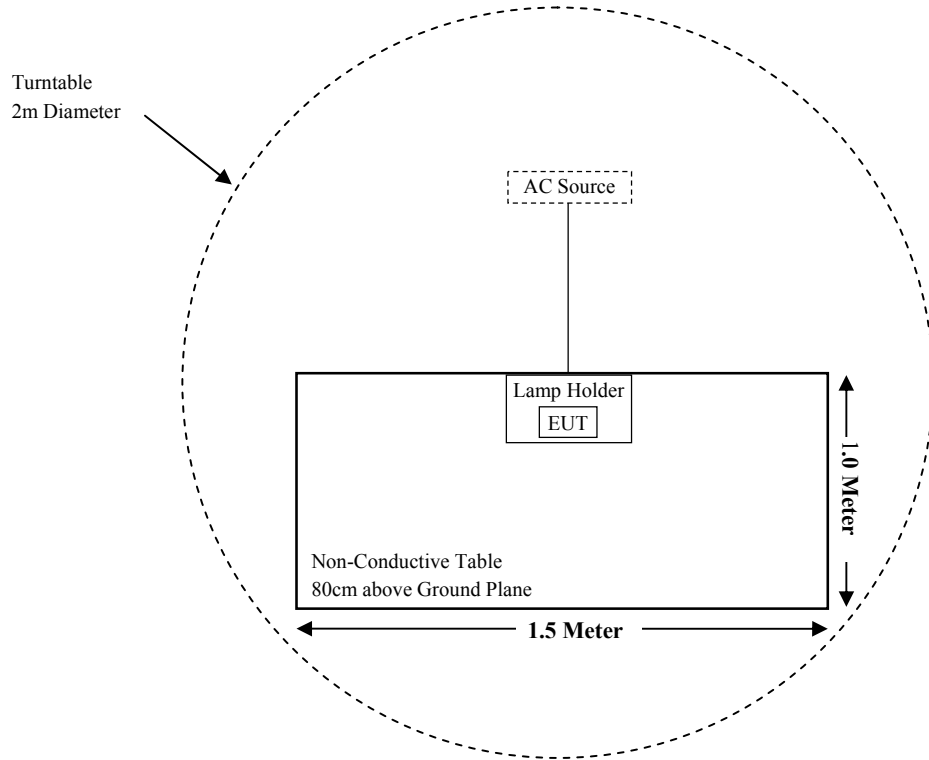 Turntable
2m Diameter
AC Source
Lamp Holder
EUT
1.0 Meter
Non-Conductive Table
80cm above Ground Plane
1.5 Meter